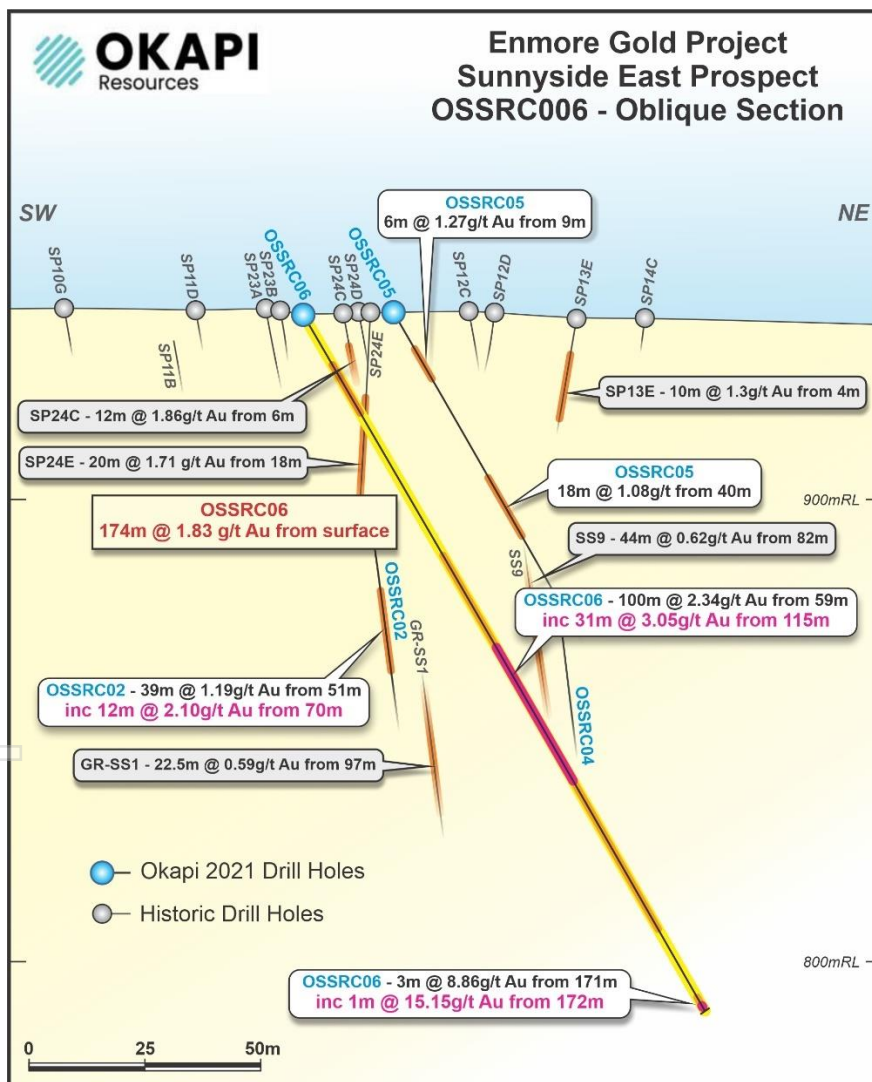 OKAPI
Resources
Enmore Gold Project
Sunnyside East Prospect
OSSRC006 - Oblique Section
SW
NE
OSSRC05
6m @ 1.27g/t Au from 9m
SP10G
SP11D
SP23A
SP23B
OSSRC06
SP24C
SP24D
OSSRC05
SP12C
SP12D
SP13E
SP14C
SP11B
SP24E
SP24C - 12m @ 1.86g/t Au from 6m
SP13E - 10m @ 1.3g/t Au from 4m
SP24E - 20m @ 1.71 g/t Au from 18m
OSSRC05
18m @ 1.08g/t from 40m
900mRL
OSSRC06
174m @ 1.83 g/t Au from surface
SS9 - 44m @ 0.62g/t Au from 82m
SS9
OSSRC02
OSSRC06 - 100m @ 2.34g/t Au from 59m
inc 31m @ 3.05g/t Au from 115m
GR-SS1
OSSRC02 - 39m @ 1.19g/t Au from 51m
inc 12m @ 2.10g/t Au from 70m
OSSRC04
GR-SS1 - 22.5m @ 0.59g/t Au from 97m
Okapi 2021 Drill Holes
Historic Drill Holes
800mRL
OSSRC06 - 3m @ 8.86g/t Au from 171m
inc 1m @ 15.15g/t Au from 172m
0 25 50m